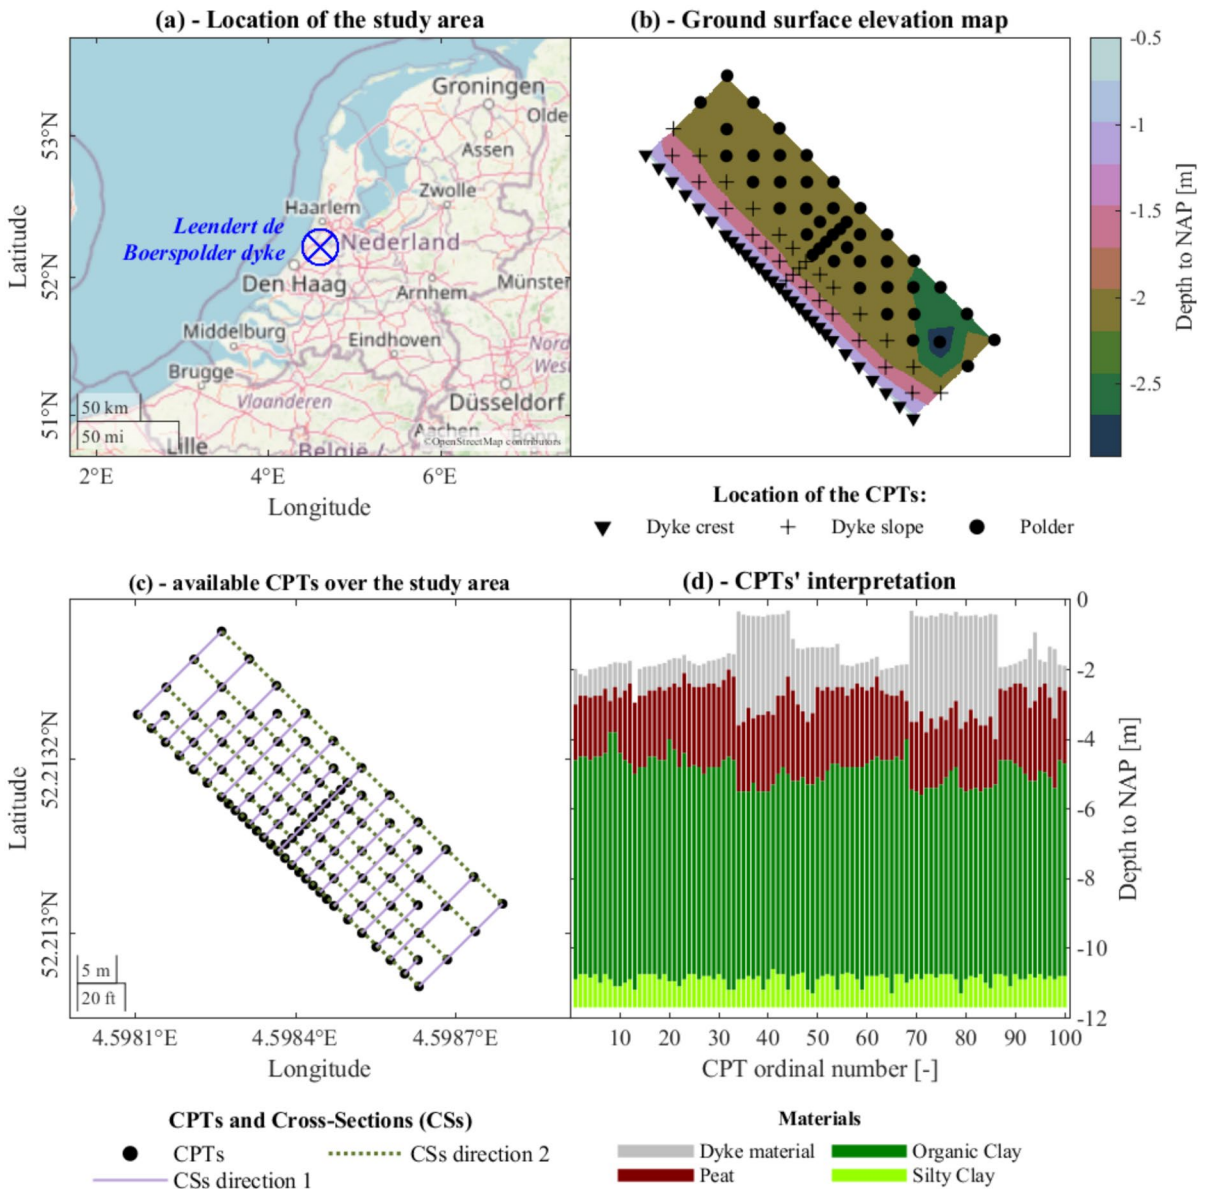 (a) - Location of the study area
(b) - Ground surface elevation map
Groningen
Olde
Assen
Zwolle
Haarlem
Leendert de
Boerspolder dyke
Nederland
Den Haag
Arnhem
Münster
Middelburg
Eindhoven
Nord
Wes
Brugge
Vlaanderen
Düsseldorf
Aachen
Bonn
©OpenStreetMap contributors
Lille
België /
50 km
50 mi
53°N
52°N
51°N
Latitude
2°E 4°E 6°E
Longitude
-0.5
-1
-1.5
-2
-2.5
Depth to NAP [m]
Location of the CPTs:
Dyke crest Dyke slope Polder
(c) - available CPTs over the study area
(d) - CPTs' interpretation
52.2132°N
52.213°N
Latitude
5 m
20 ft
4.5981°E 4.5984°E 4.5987°E
Longitude
0
-2
-4
-6
-8
-10
-12
Depth to NAP [m]
10 20 30 40 50 60 70 80 90 100
CPT ordinal number [-]
CPTs and Cross-Sections (CSs)
CPTs CSs direction 2
CSs direction 1
Materials
Dyke material Organic Clay
Peat Silty Clay